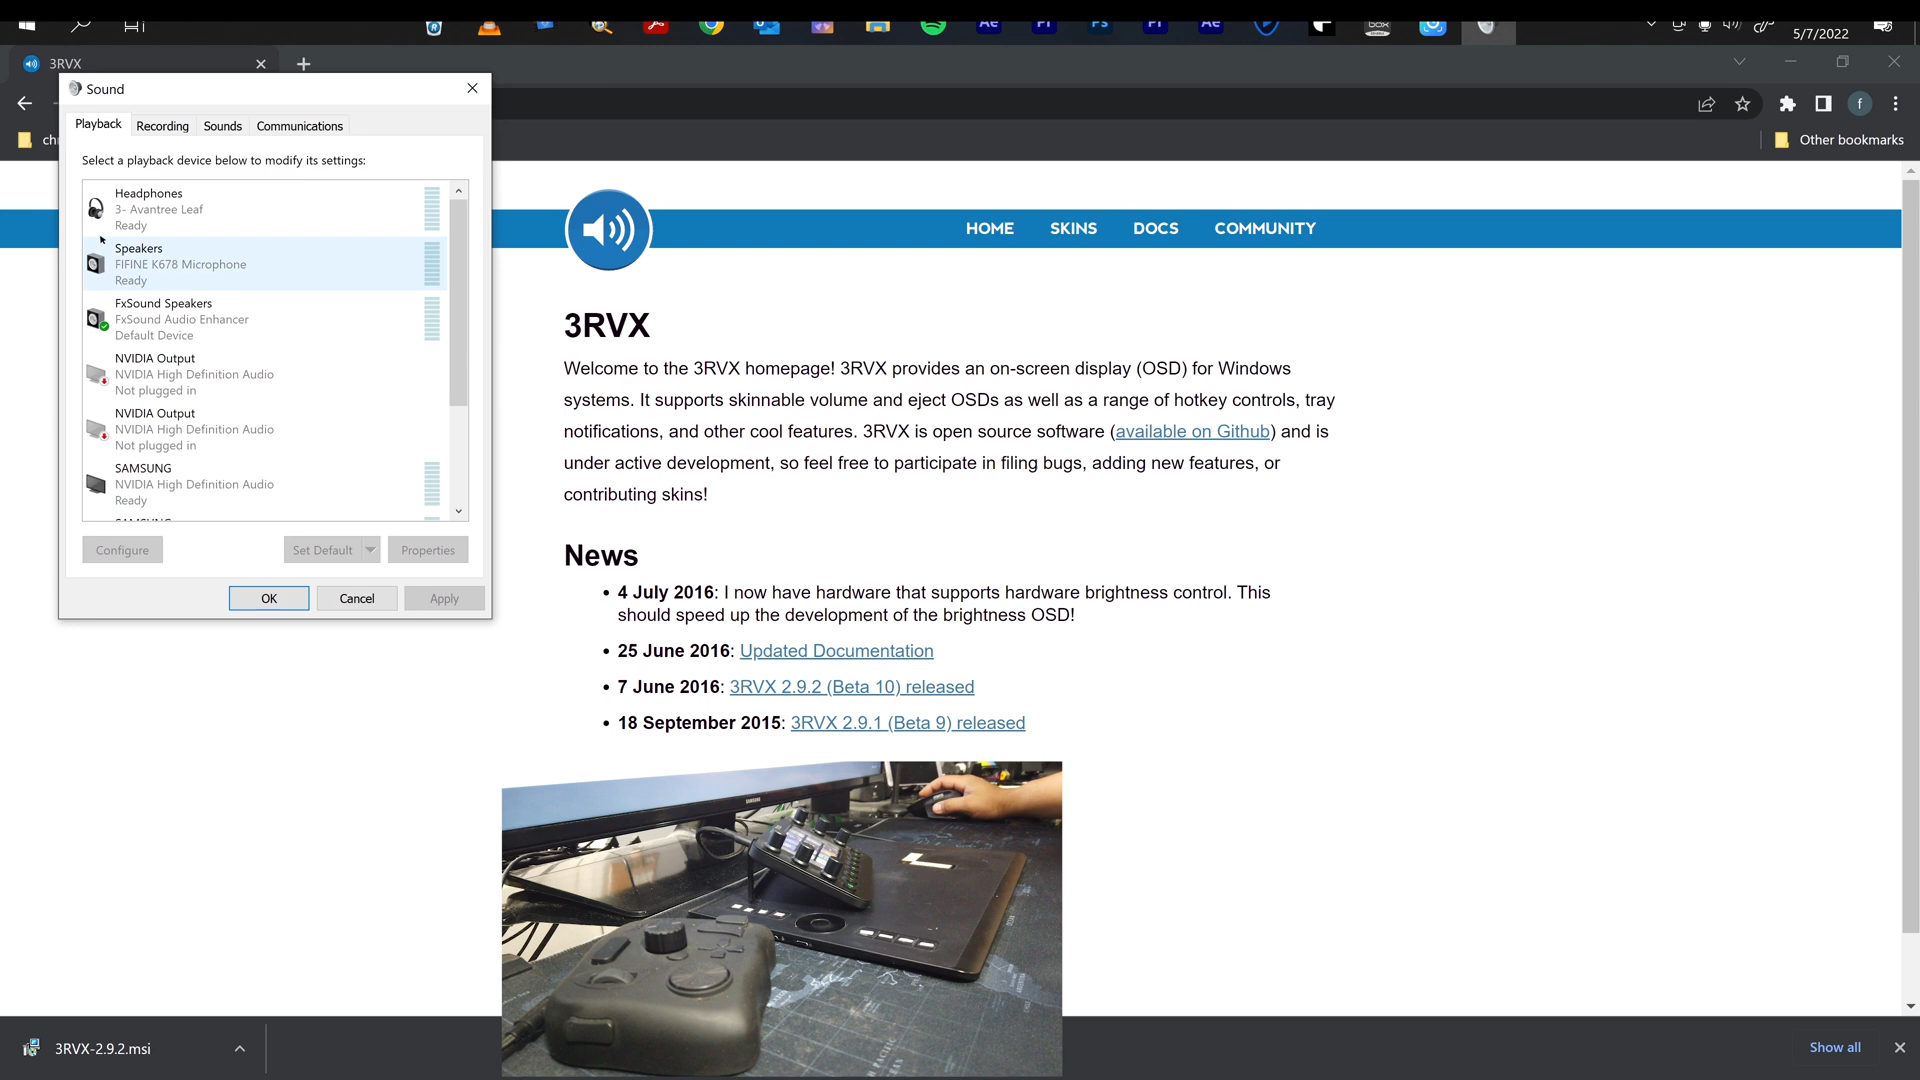 Ae
Pr
Ps
Pr
Ae
BOX
5/7/2022
3RVX
Sound
f
Other bookmarks
Playback
Recording
Sounds
Communications
Select a playback device below to modify its settings:
Headphones
3- Avantree Leaf
Ready
Speakers
FIFINE K678 Microphone
Ready
FxSound Speakers
FxSound Audio Enhancer
Default Device
NVIDIA Output
NVIDIA High Definition Audio
Not plugged in
NVIDIA Output
NVIDIA High Definition Audio
Not plugged in
SAMSUNG
NVIDIA High Definition Audio
Ready
SAMSUNG
Configure
Set Default
Properties
OK
Cancel
Apply
HOME
SKINS
DOCS
COMMUNITY
3RVX
Welcome to the 3RVX homepage! 3RVX provides an on-screen display (OSD) for Windows
systems. It supports skinnable volume and eject OSDs as well as a range of hotkey controls, tray
notifications, and other cool features. 3RVX is open source software (available on Github) and is
under active development, so feel free to participate in filing bugs, adding new features, or
contributing skins!
News
• 4 July 2016: I now have hardware that supports hardware brightness control. This
should speed up the development of the brightness OSD!
• 25 June 2016: Updated Documentation
• 7 June 2016: 3RVX 2.9.2 (Beta 10) released
• 18 September 2015: 3RVX 2.9.1 (Beta 9) released
SAMSUNG
3RVX-2.9.2.msi
Show all